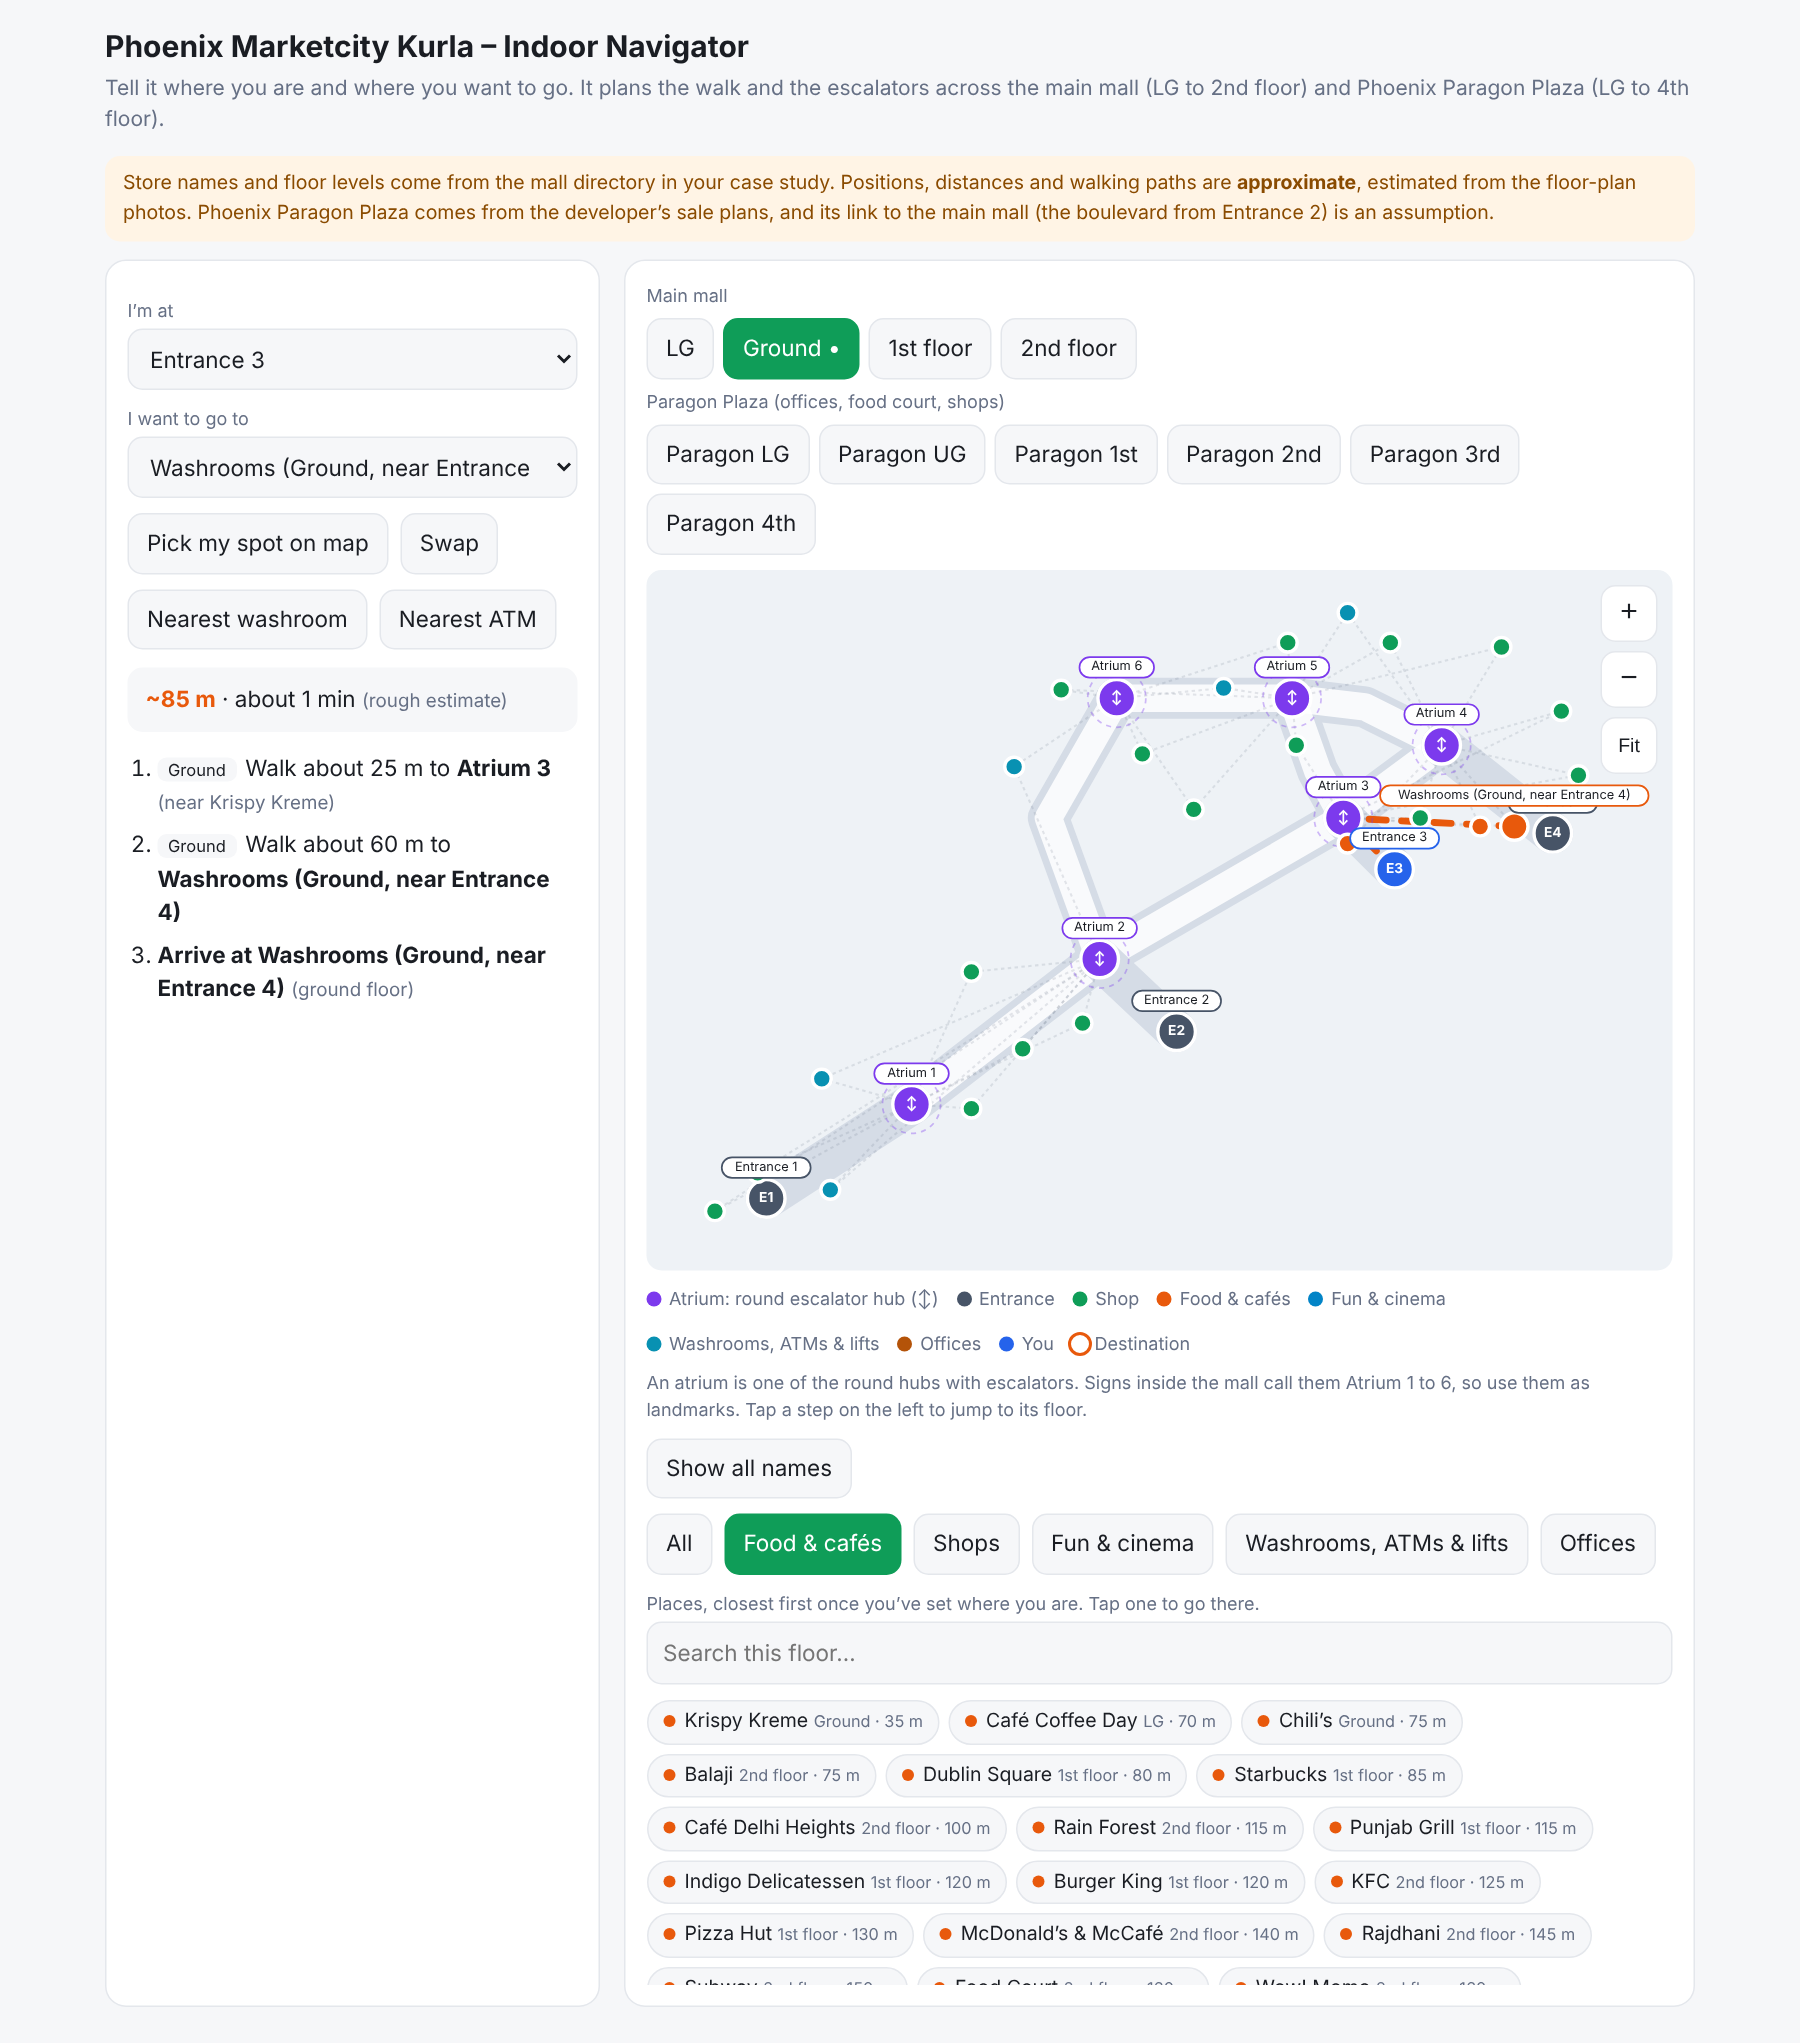 Phoenix Marketcity Kurla – Indoor Navigator
Tell it where you are and where you want to go. It plans the walk and the escalators across the main mall (LG to 2nd floor) and Phoenix Paragon Plaza (LG to 4th
floor).
Store names and floor levels come from the mall directory in your case study. Positions, distances and walking paths are approximate, estimated from the floor-plan
photos. Phoenix Paragon Plaza comes from the developer’s sale plans, and its link to the main mall (the boulevard from Entrance 2) is an assumption.
I’m at
Entrance 3
I want to go to
Washrooms (Ground, near Entrance
Pick my spot on map
Swap
Nearest washroom
Nearest ATM
~85 m · about 1 min (rough estimate)
1. Ground Walk about 25 m to Atrium 3
(near Krispy Kreme)
2. Ground Walk about 60 m to
Washrooms (Ground, near Entrance
4)
3. Arrive at Washrooms (Ground, near
Entrance 4) (ground floor)
Main mall
LG
Ground •
1st floor
2nd floor
Paragon Plaza (offices, food court, shops)
Paragon LG
Paragon UG
Paragon 1st
Paragon 2nd
Paragon 3rd
Paragon 4th
+
−
Fit
Atrium 6
Atrium 5
Atrium 4
Atrium 3
Washrooms (Ground, near Entrance 4)
E4
Entrance 3
E3
Atrium 2
Entrance 2
E2
Atrium 1
Entrance 1
E1
Atrium: round escalator hub (↕)
Entrance
Shop
Food & cafés
Fun & cinema
Washrooms, ATMs & lifts
Offices
You
Destination
An atrium is one of the round hubs with escalators. Signs inside the mall call them Atrium 1 to 6, so use them as
landmarks. Tap a step on the left to jump to its floor.
Show all names
All
Food & cafés
Shops
Fun & cinema
Washrooms, ATMs & lifts
Offices
Places, closest first once you’ve set where you are. Tap one to go there.
Search this floor...
Krispy Kreme Ground · 35 m
Café Coffee Day LG · 70 m
Chili’s Ground · 75 m
Balaji 2nd floor · 75 m
Dublin Square 1st floor · 80 m
Starbucks 1st floor · 85 m
Café Delhi Heights 2nd floor · 100 m
Rain Forest 2nd floor · 115 m
Punjab Grill 1st floor · 115 m
Indigo Delicatessen 1st floor · 120 m
Burger King 1st floor · 120 m
KFC 2nd floor · 125 m
Pizza Hut 1st floor · 130 m
McDonald’s & McCafé 2nd floor · 140 m
Rajdhani 2nd floor · 145 m
Subway
Food Court
Wow! Momo